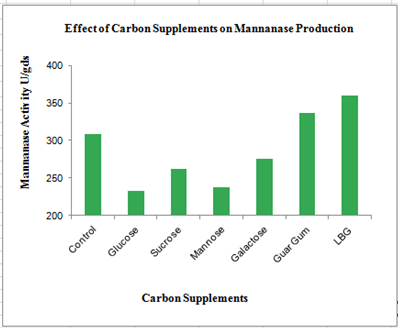 Effect of Carbon Supplements on Mannanase Production
Mannanase Activity U/gds
400
350
300
250
200
Control
Glucose
Sucrose
Mannose
Galactose
Guar Gum
LBG
Carbon Supplements